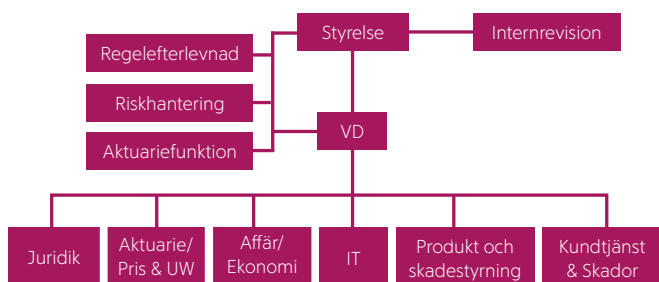 Styrelse
Internrevision
Regelefterlevnad
Riskhantering
Aktuariefunktion
VD
Juridik
Aktuarie/
Pris & UW
Affär/
Ekonomi
IT
Produkt och
skadestyrning
Kundtjänst
& Skador